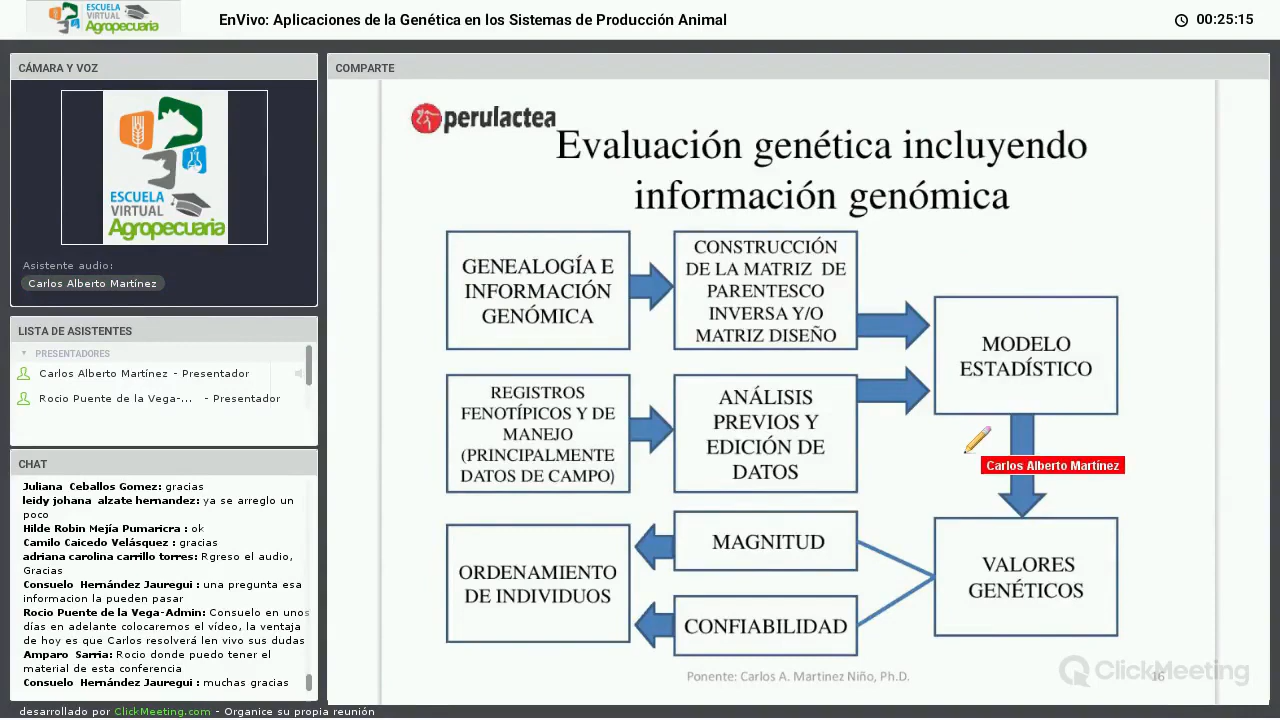 ESCUELA
VIRTUAL
Agropecuaria
EnVivo: Aplicaciones de la Genética en los Sistemas de Producción Animal
00:25:15
CÁMARA Y VOZ
ESCUELA
VIRTUAL
Agropecuaria
Asistente audio:
Carlos Alberto Martínez
LISTA DE ASISTENTES
PRESENTADORES
Carlos Alberto Martínez - Presentador
Rocio Puente de la Vega-... - Presentador
CHAT
Juliana Ceballos Gomez: gracias
leidy johana alzate hernandez: ya se arreglo un
poco
Hilde Robin Mejía Pumaricra : ok
Camilo Caicedo Velásquez : gracias
adriana carolina carrillo torres: Rgreso el audio,
Gracias
Consuelo Hernández Jauregui : una pregunta esa
informacion la pueden pasar
Rocio Puente de la Vega-Admin: Consuelo en unos
días en adelante colocaremos el vídeo, la ventaja
de hoy es que Carlos resolverá len vivo sus dudas
Amparo Sarria: Rocio donde puedo tener el
material de esta conferencia
Consuelo Hernández Jauregui : muchas gracias
desarrollado por ClickMeeting.com - Organice su propia reunión
COMPARTE
perulactea
Evaluación genética incluyendo
información genómica
GENEALOGÍA E
INFORMACIÓN
GENÓMICA
CONSTRUCCIÓN
DE LA MATRIZ DE
PARENTESCO
INVERSA Y/O
MATRIZ DISEÑO
MODELO
ESTADÍSTICO
REGISTROS
FENOTÍPICOS Y DE
MANEJO
(PRINCIPALMENTE
DATOS DE CAMPO)
ANÁLISIS
PREVIOS Y
EDICIÓN DE
DATOS
Carlos Alberto Martínez
ORDENAMIENTO
DE INDIVIDUOS
MAGNITUD
CONFIABILIDAD
VALORES
GENÉTICOS
Ponente: Carlos A. Martinez Niño, Ph.D.
16
ClickMeeting